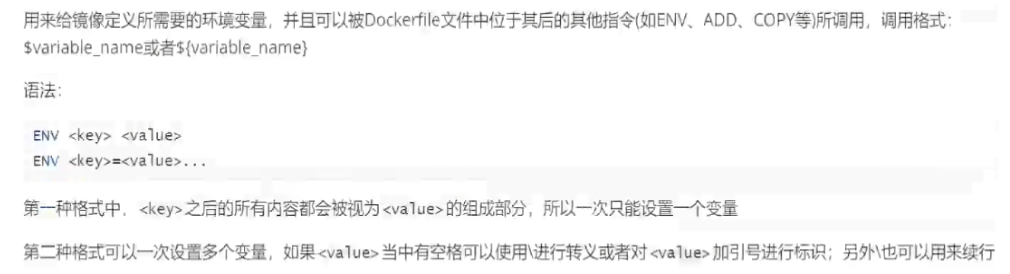 用来给镜像定义所需要的环境变量，并且可以被Dockerfile文件中位于其后的其他指令(如ENV、ADD、COPY等)所调用，调用格式：
$variable_name或者${variable_name}
语法：
ENV <key> <value>
ENV <key>=<value>...
第一种格式中，<key>之后的所有内容都会被视为<value>的组成部分，所以一次只能设置一个变量
第二种格式可以一次设置多个变量，如果<value>当中有空格可以使用\进行转义或者对<value>加引号进行标识；另外\也可以用来续行